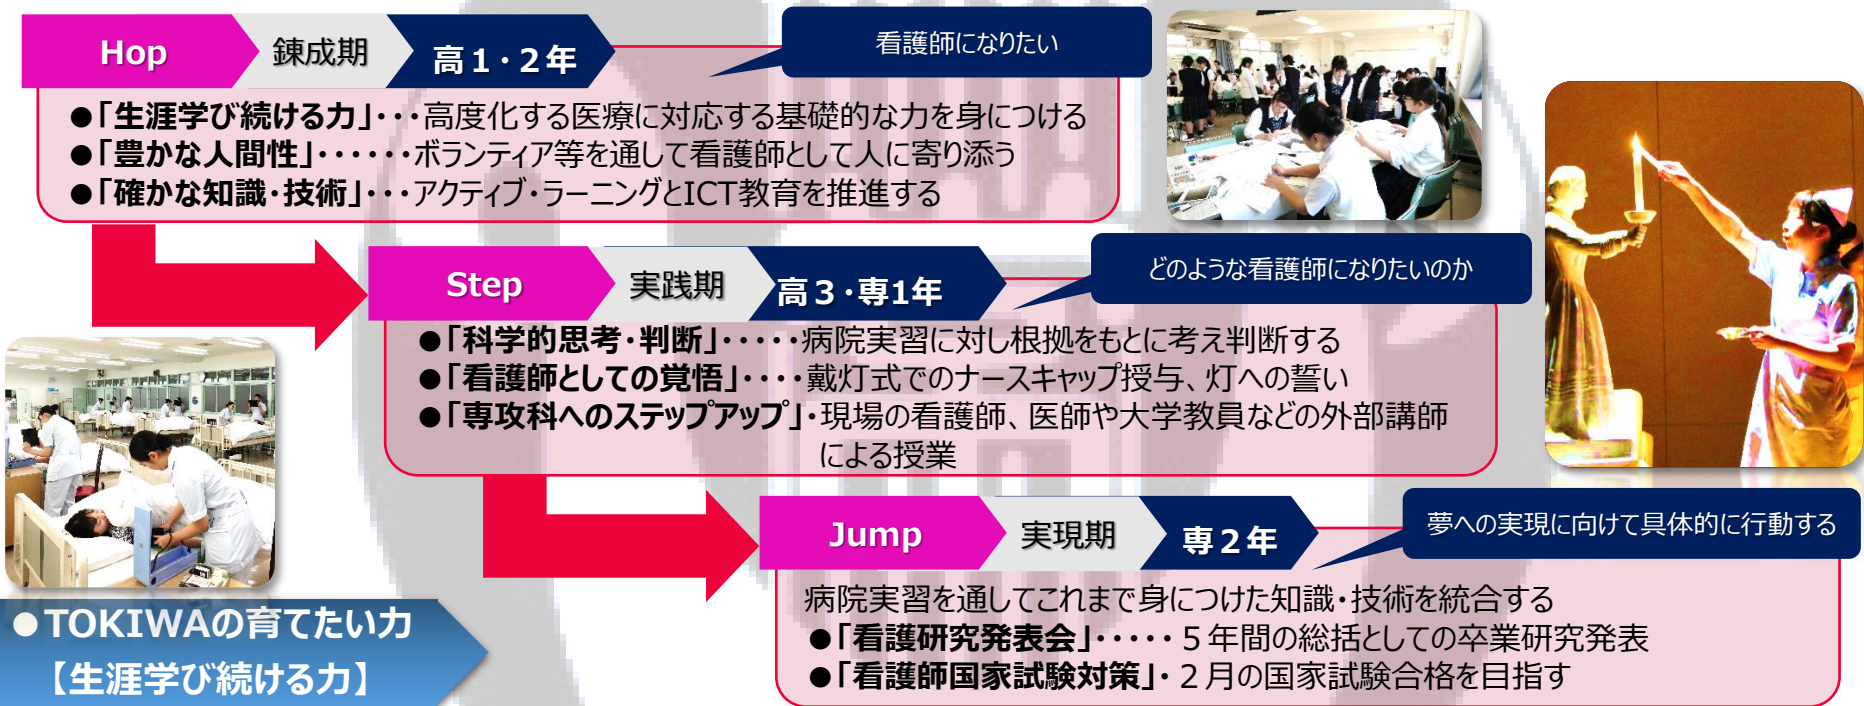 Hop 錬成期 高１・２年
看護師になりたい
●「生涯学び続ける力」・・・高度化する医療に対応する基礎的な力を身につける
●「豊かな人間性」・・・・・・ボランティア等を通して看護師として人に寄り添う
●「確かな知識・技術」・・・アクティブ・ラーニングとICT教育を推進する
Step 実践期 高３・専1年
どのような看護師になりたいのか
●「科学的思考・判断」・・・・・病院実習に対し根拠をもとに考え判断する
●「看護師としての覚悟」・・・・戴灯式でのナースキャップ授与、灯への誓い
●「専攻科へのステップアップ」・現場の看護師、医師や大学教員などの外部講師
による授業
Jump 実現期 専２年
夢への実現に向けて具体的に行動する
病院実習を通してこれまで身につけた知識・技術を統合する
●「看護研究発表会」・・・・・５年間の総括としての卒業研究発表
●「看護師国家試験対策」・２月の国家試験合格を目指す
●TOKIWAの育てたい力
【生涯学び続ける力】